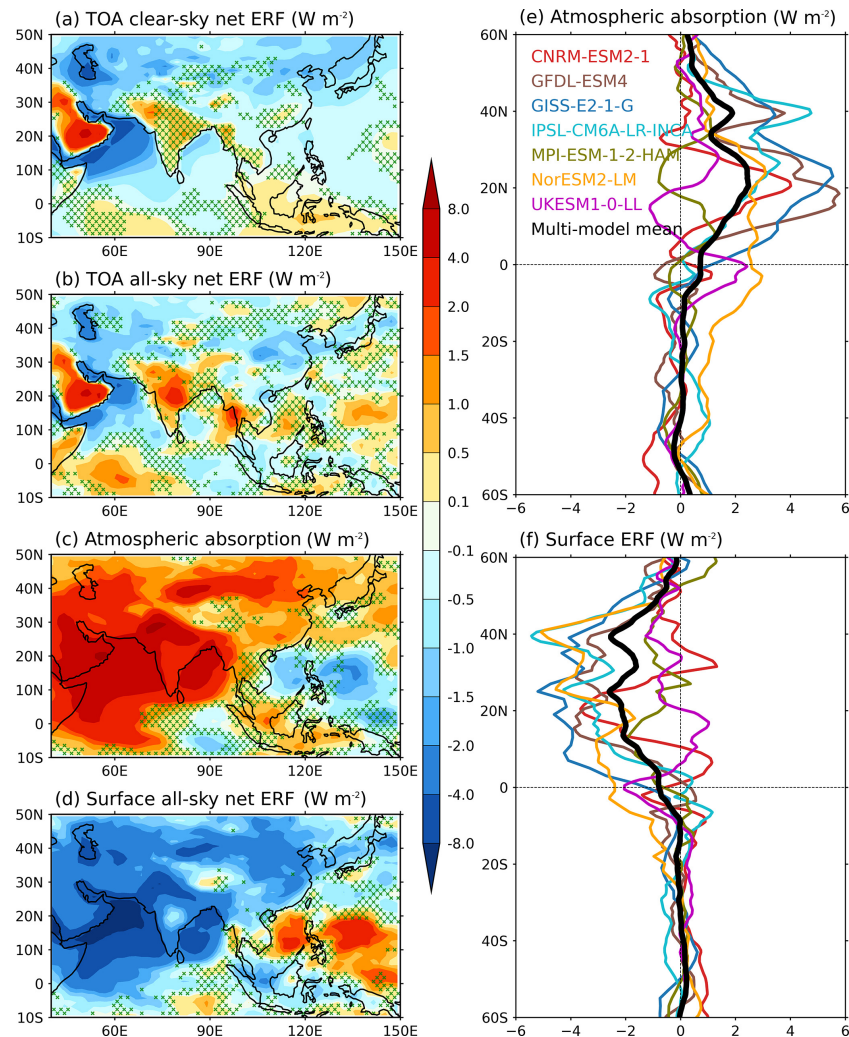 (a) TOA clear-sky net ERF (W m-2)
50N
40N
30N
20N
10N
0
10S
60E
90E
120E
150E
(b) TOA all-sky net ERF (W m-2)
50N
40N
30N
20N
10N
0
10S
60E
90E
120E
150E
(c) Atmospheric absorption (W m-2)
50N
40N
30N
20N
10N
0
10S
60E
90E
120E
150E
(d) Surface all-sky net ERF (W m-2)
50N
40N
30N
20N
10N
0
10S
60E
90E
120E
150E
8.0
4.0
2.0
1.5
1.0
0.5
0.1
-0.1
-0.5
-1.0
-1.5
-2.0
-4.0
-8.0
(e) Atmospheric absorption (W m-2)
CNRM-ESM2-1
GFDL-ESM4
GISS-E2-1-G
IPSL-CM6A-LR-INCA
MPI-ESM-1-2-HAM
NorESM2-LM
UKESM1-0-LL
Multi-model mean
60N
40N
20N
0
20S
40S
60S
−6
−4
−2
0
2
4
6
(f) Surface ERF (W m-2)
60N
40N
20N
0
20S
40S
60S
−6
−4
−2
0
2
4
6